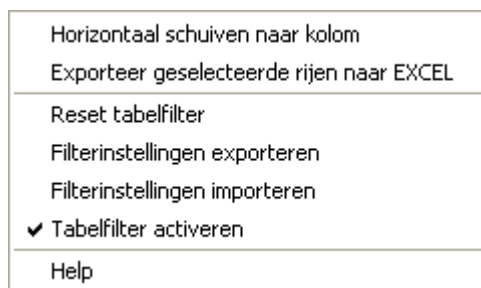 Horizontaal schuiven naar kolom
Exporteer geselecteerde rijen naar EXCEL
Reset tabelfilter
Filterinstellingen exporteren
Filterinstellingen importeren
✔ Tabelfilter activeren
Help